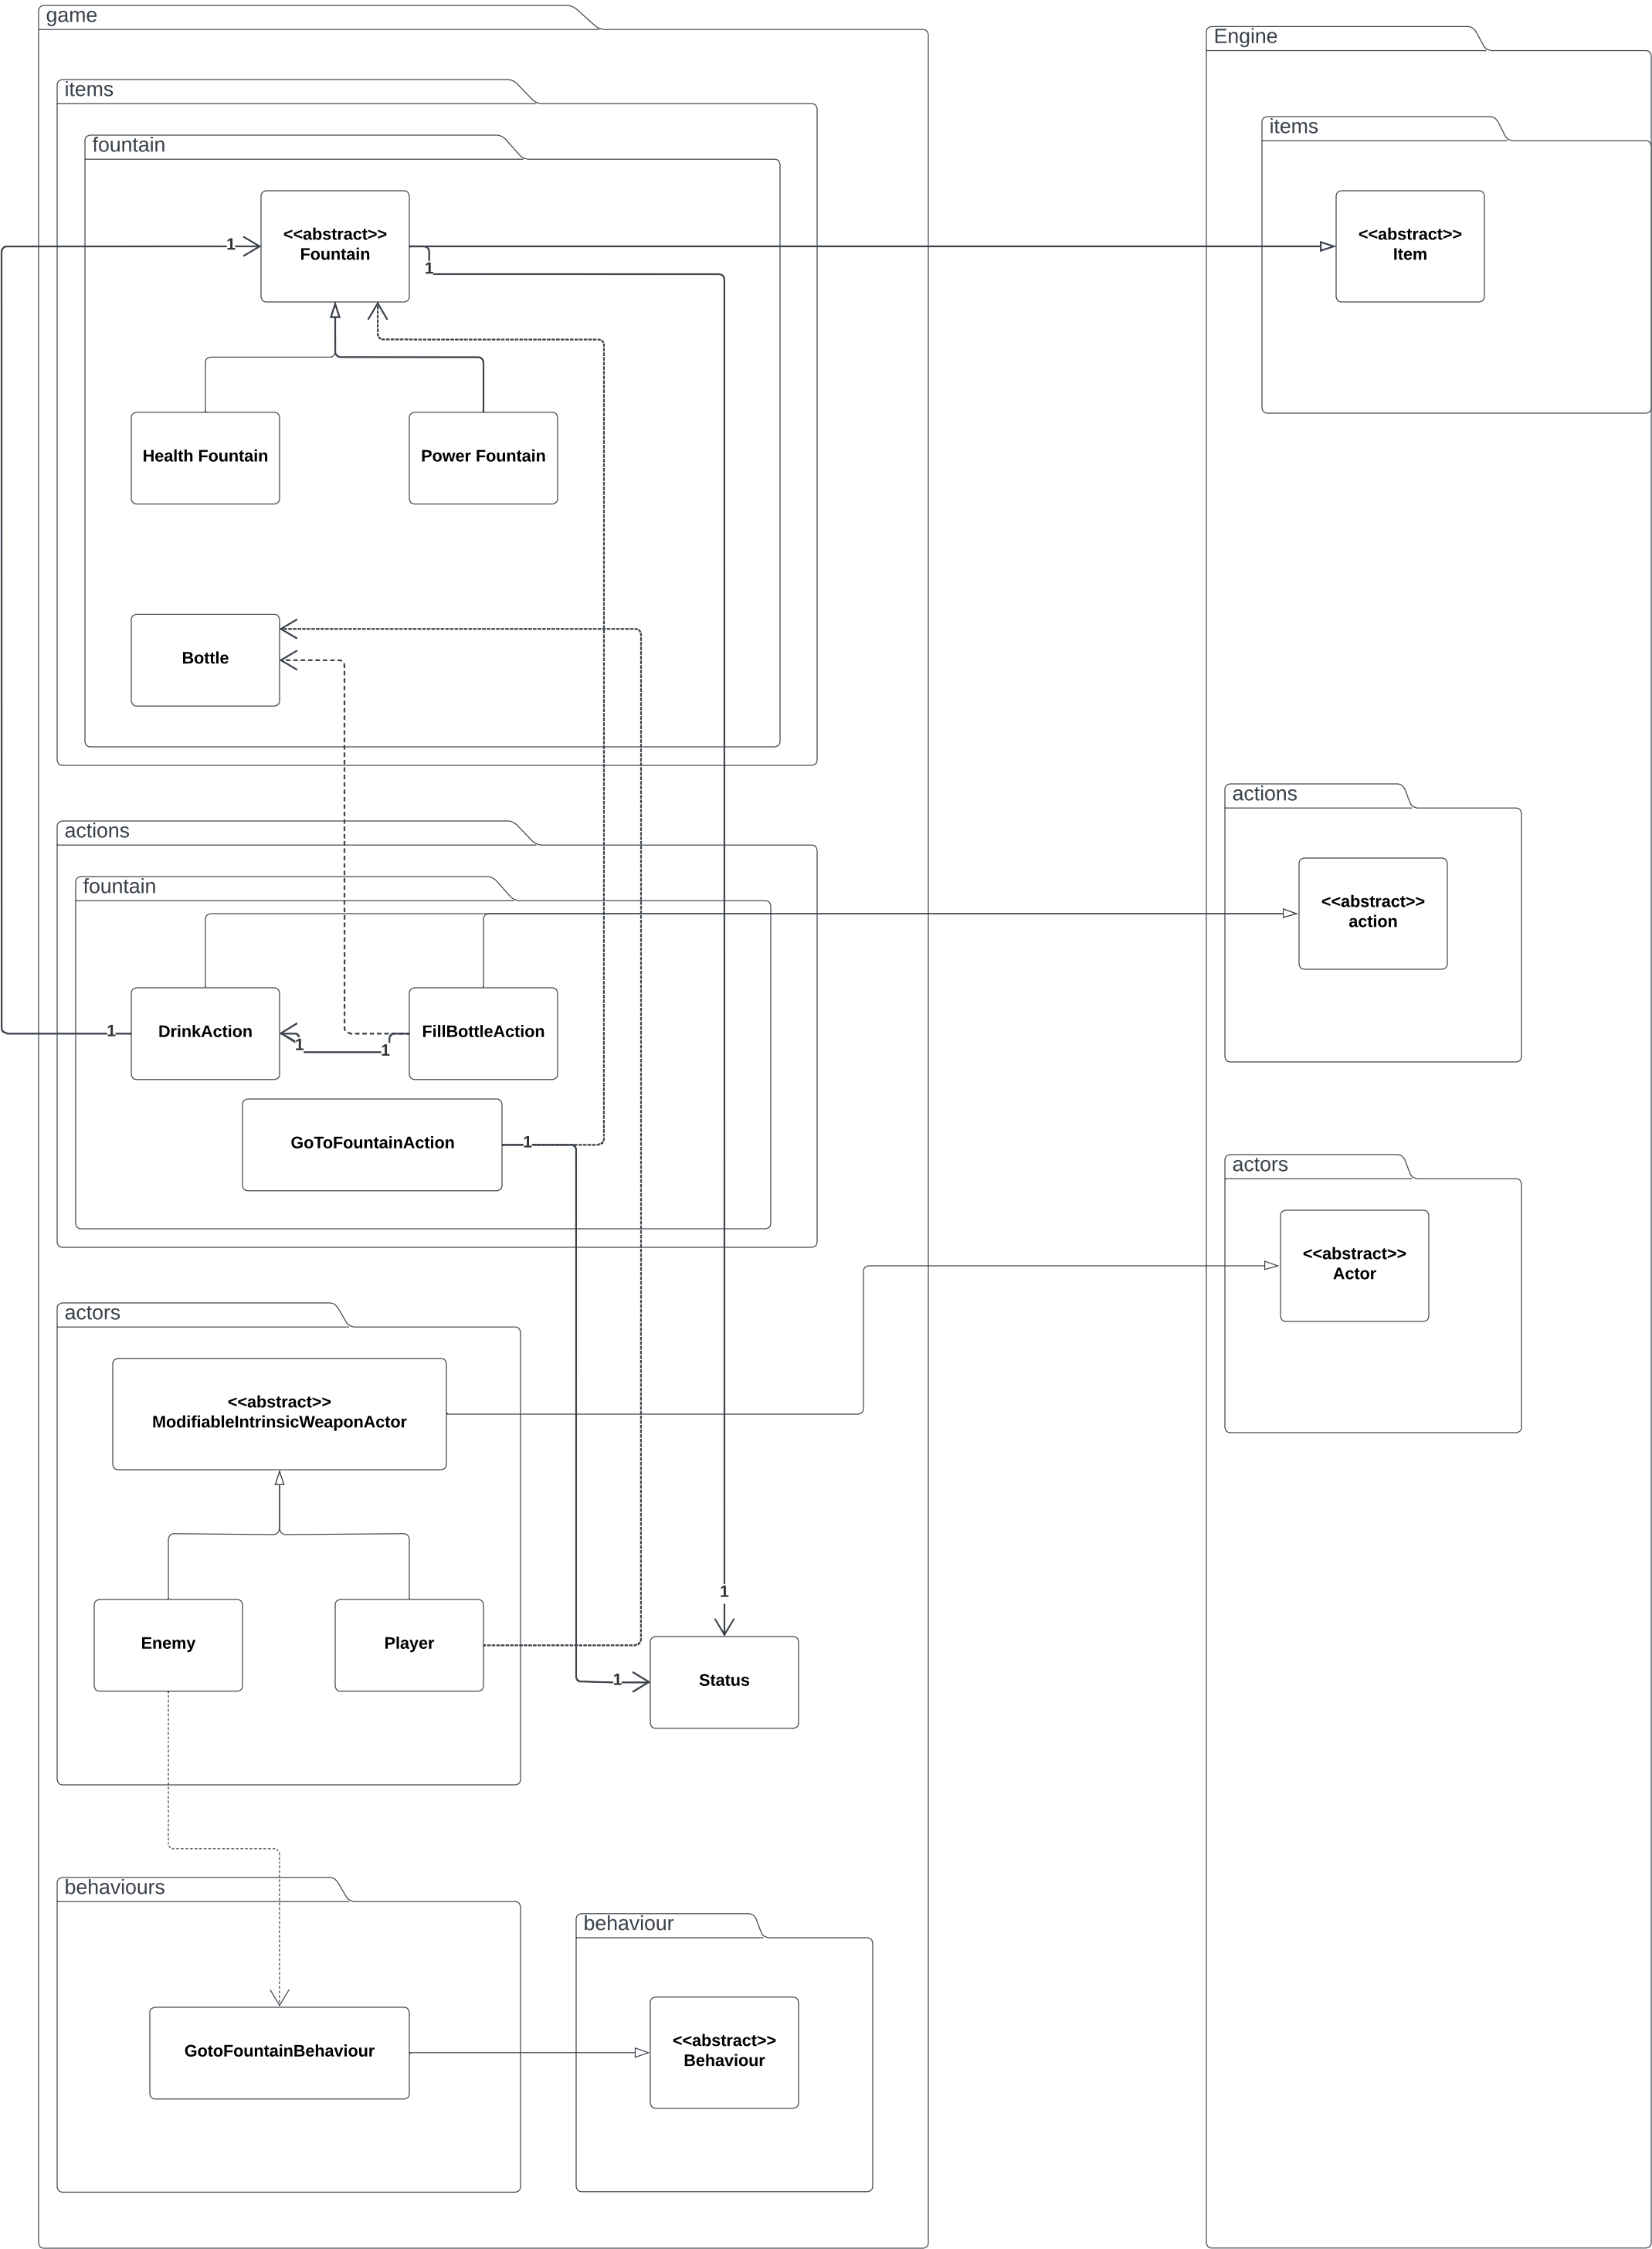 game
Engine
items
items
fountain
<<abstract>>
Fountain
<<abstract>>
Item
1
1
Health Fountain
Power Fountain
Bottle
actions
actions
fountain
<<abstract>>
action
DrinkAction
FillBottleAction
1
1
1
GoToFountainAction
1
actors
<<abstract>>
Actor
actors
<<abstract>>
ModifiableIntrinsicWeaponActor
1
Enemy
Player
Status
1
behaviours
behaviour
<<abstract>>
Behaviour
GotoFountainBehaviour